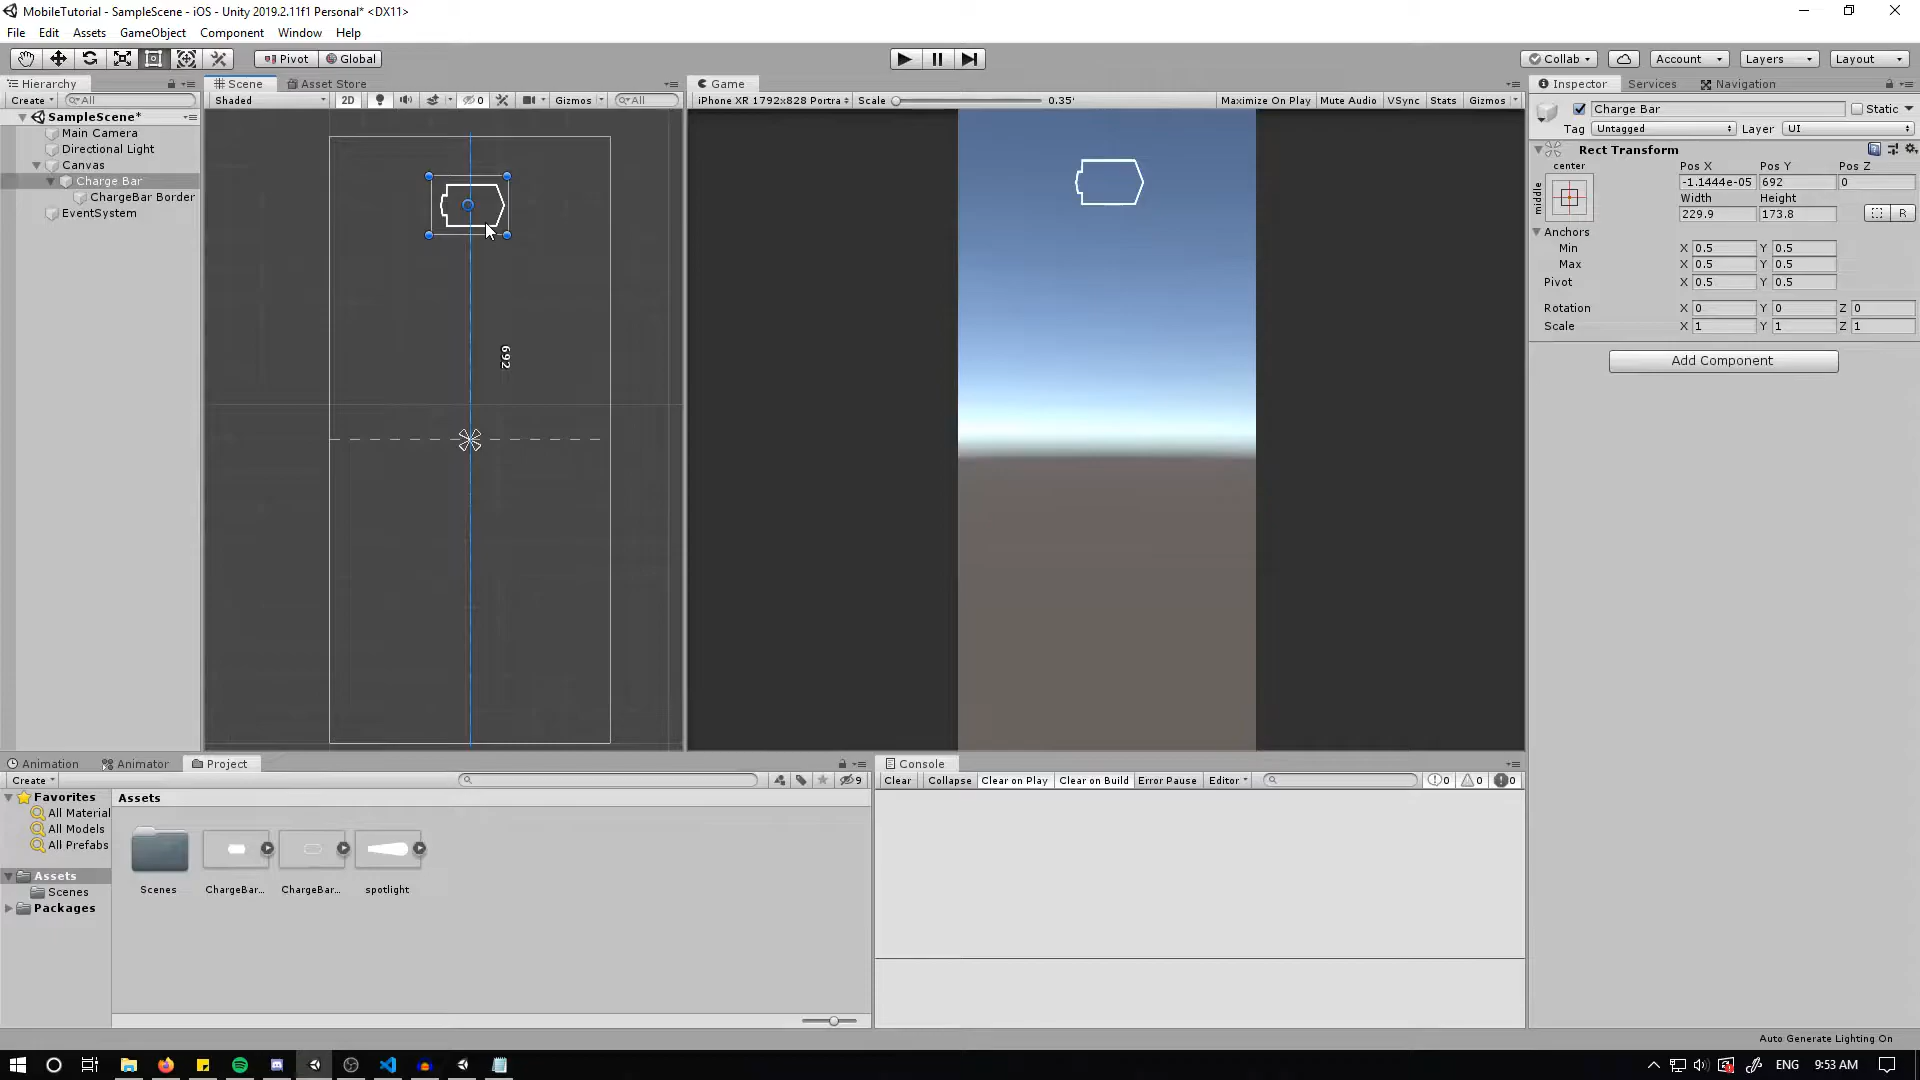 MobileTutorial - SampleScene - iOS - Unity 2019.2.11f1 Personal* <DX11>
File Edit Assets GameObject Component Window Help
Pivot Global Collab Account Layers Layout
Hierarchy Scene Asset Store Game Inspector Services Navigation
Create All Shaded 2D 0 Gizmos All iPhone XR 1792x828 Portra Scale 0.35 Maximize On Play Mute Audio VSync Stats Gizmos Charge Bar Static
SampleScene*
Main Camera
Directional Light
Canvas
Charge Bar
ChargeBar Border
EventSystem
692
Tag Untagged Layer UI
Rect Transform
center Pos X Pos Y Pos Z
middle -1.1444e-05 692 0
Width Height
229.9 173.8 R
Anchors
Min X 0.5 Y 0.5
Max X 0.5 Y 0.5
Pivot X 0.5 Y 0.5
Rotation X 0 Y 0 Z 0
Scale X 1 Y 1 Z 1
Add Component
Animation Animator Project Console
Create 9 Clear Collapse Clear on Play Clear on Build Error Pause Editor 0 0 0
Favorites
All Material
All Models
All Prefabs
Assets
Scenes
Packages
Assets
Scenes ChargeBar... ChargeBar... spotlight
Auto Generate Lighting On
ENG 9:53 AM